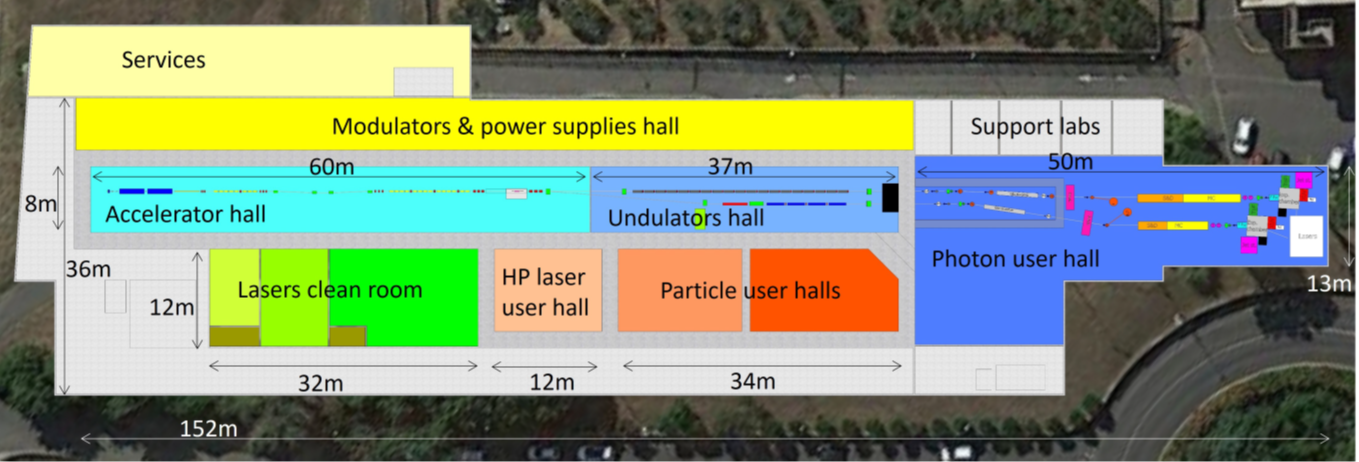 Services
Modulators & power supplies hall
Support labs
60m
37m
50m
8m
Accelerator hall
Undulators hall
Photon user hall
36m
12m
Lasers clean room
HP laser
user hall
Particle user halls
13m
32m
12m
34m
152m